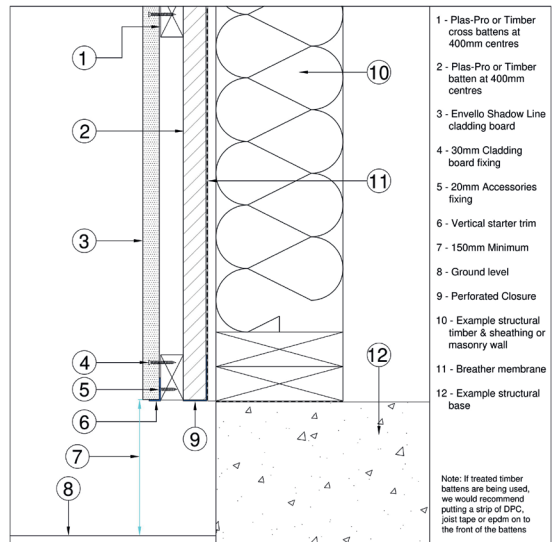 1 - Plas-Pro or Timber
cross battens at
400mm centres
2 - Plas-Pro or Timber
batten at 400mm
centres
3 - Envello Shadow Line
cladding board
4 - 30mm Cladding
board fixing
5 - 20mm Accessories
fixing
6 - Vertical starter trim
7 - 150mm Minimum
8 - Ground level
9 - Perforated Closure
10 - Example structural
timber & sheathing or
masonry wall
11 - Breather membrane
12 - Example structural
base
Note: If treated timber
battens are being used,
we would recommend
putting a strip of DPC,
joist tape or epdm on to
the front of the battens
1
10
2
11
3
12
4
5
6
9
7
8